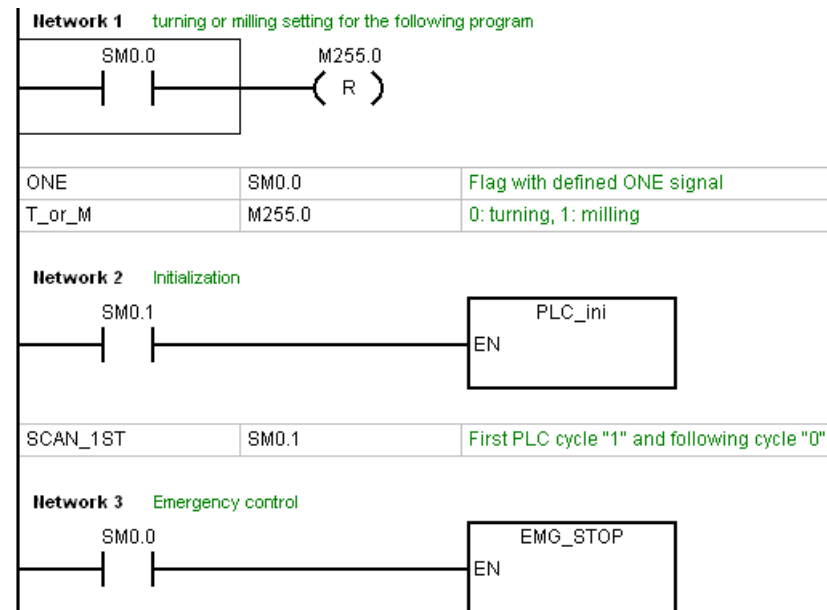 Network 1 turning or milling setting for the following program
SM0.0 M255.0
R
ONE SM0.0 Flag with defined ONE signal
T_or_M M255.0 0: turning, 1: milling
Network 2 Initialization
SM0.1 PLC_ini
EN
SCAN_1ST SM0.1 First PLC cycle "1" and following cycle "0"
Network 3 Emergency control
SM0.0 EMG_STOP
EN